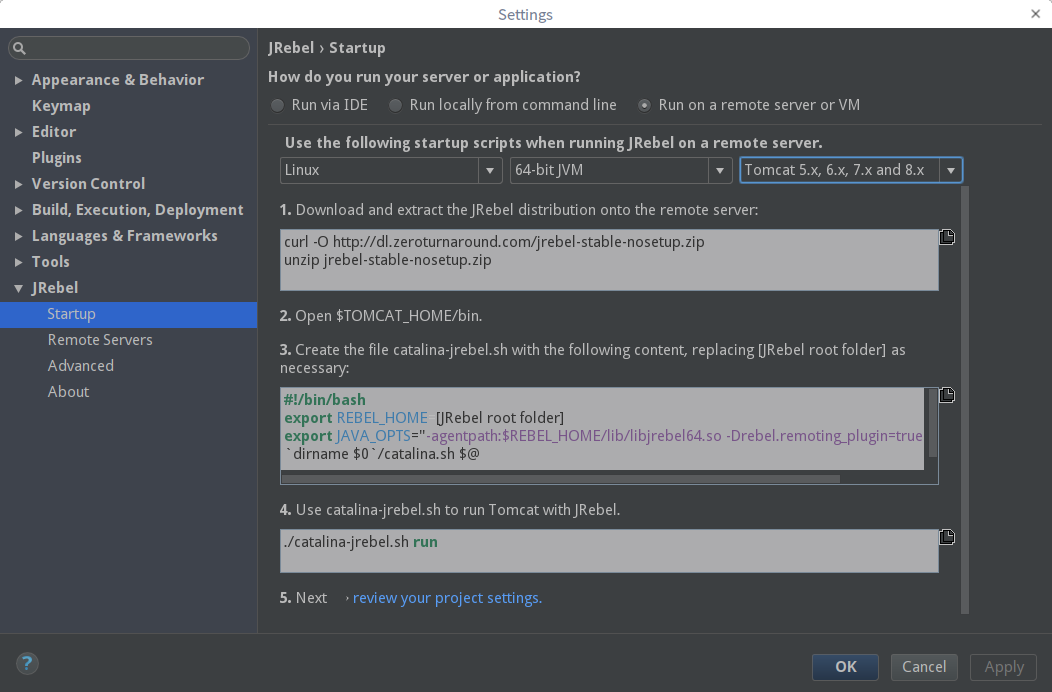 Settings
Appearance & Behavior
Keymap
Editor
Plugins
Version Control
Build, Execution, Deployment
Languages & Frameworks
Tools
JRebel
Startup
Remote Servers
Advanced
About
JRebel › Startup
How do you run your server or application?
Run via IDE Run locally from command line Run on a remote server or VM
Use the following startup scripts when running JRebel on a remote server.
Linux 64-bit JVM Tomcat 5.x, 6.x, 7.x and 8.x
1. Download and extract the JRebel distribution onto the remote server:
curl -O http://dl.zeroturnaround.com/jrebel-stable-nosetup.zip
unzip jrebel-stable-nosetup.zip
2. Open $TOMCAT_HOME/bin.
3. Create the file catalina-jrebel.sh with the following content, replacing [JRebel root folder] as
necessary:
#!/bin/bash
export REBEL_HOME [JRebel root folder]
export JAVA_OPTS="-agentpath:$REBEL_HOME/lib/libjrebel64.so -Drebel.remoting_plugin=true
`dirname $0`/catalina.sh $@
4. Use catalina-jrebel.sh to run Tomcat with JRebel.
./catalina-jrebel.sh run
5. Next › review your project settings.
? OK Cancel Apply